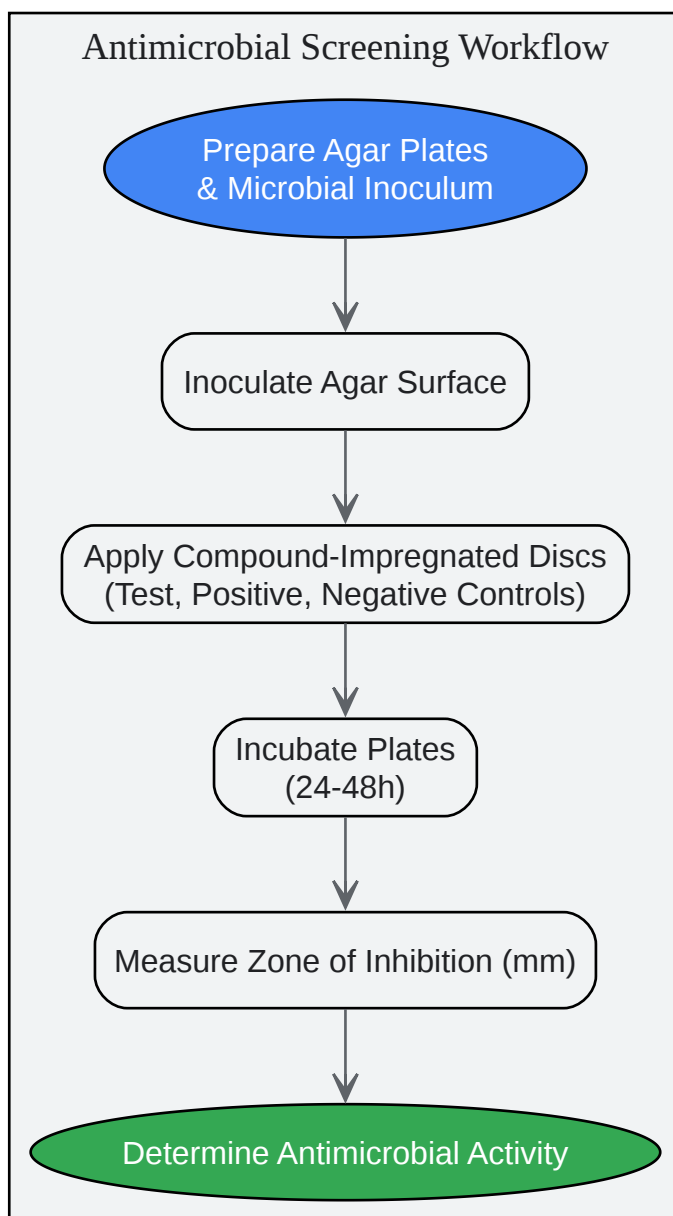 Antimicrobial Screening Workflow
Prepare Agar Plates
& Microbial Inoculum
Inoculate Agar Surface
Apply Compound-Impregnated Discs
(Test, Positive, Negative Controls)
Incubate Plates
(24-48h)
Measure Zone of Inhibition (mm)
Determine Antimicrobial Activity